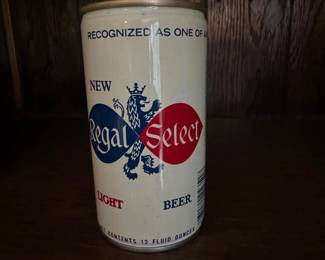 RECOGNIZED AS ONE OF
NEW
Regal Select
LIGHT BEER
CONTENTS 12 FLUID OUNCES